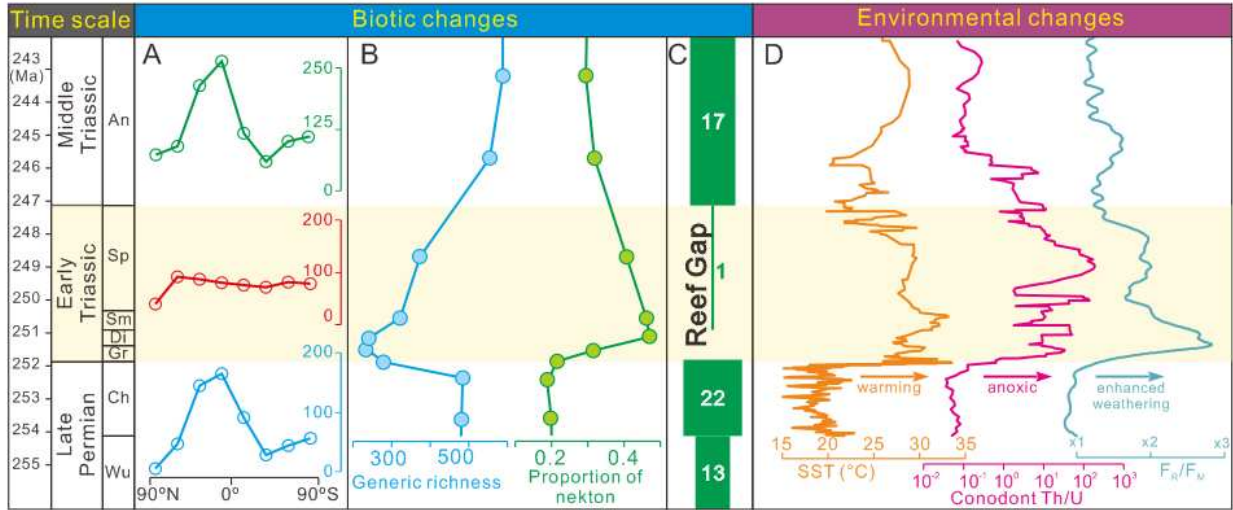 Time scale
Biotic changes
Environmental changes
A
B
C
D
243
(Ma)
244
245
246
247
248
249
250
251
252
253
254
255
Middle
Triassic
Early
Triassic
Late
Permian
An
Sp
Sm
Di
Gr
Ch
Wu
250
125
0
200
100
0
200
100
0
90°N
0°
90°S
300
500
Generic richness
0.2
0.4
Proportion of
nekton
17
Reef Gap
1
22
13
warming
anoxic
enhanced
weathering
15
20
25
30
35
SST (°C)
10⁻²
10⁻¹
10⁰
10¹
10²
10³
Conodont Th/U
x1
x2
x3